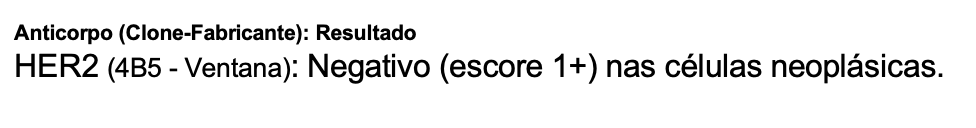 Anticorpo (Clone-Fabricante): Resultado
HER2 (4B5 - Ventana): Negativo (escore 1+) nas células neoplásicas.